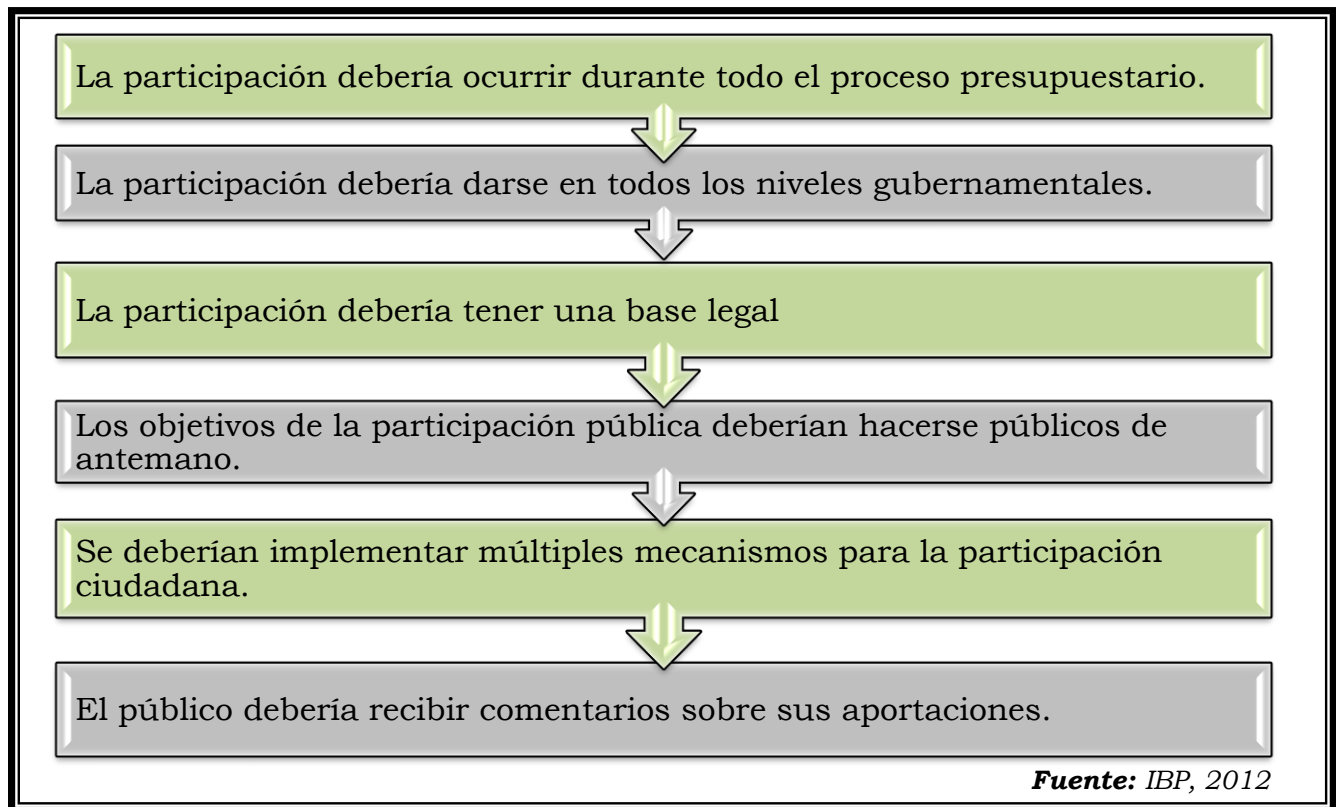 La participación debería ocurrir durante todo el proceso presupuestario.
La participación debería darse en todos los niveles gubernamentales.
La participación debería tener una base legal
Los objetivos de la participación pública deberían hacerse públicos de
antemano.
Se deberían implementar múltiples mecanismos para la participación
ciudadana.
El público debería recibir comentarios sobre sus aportaciones.
Fuente: IBP, 2012